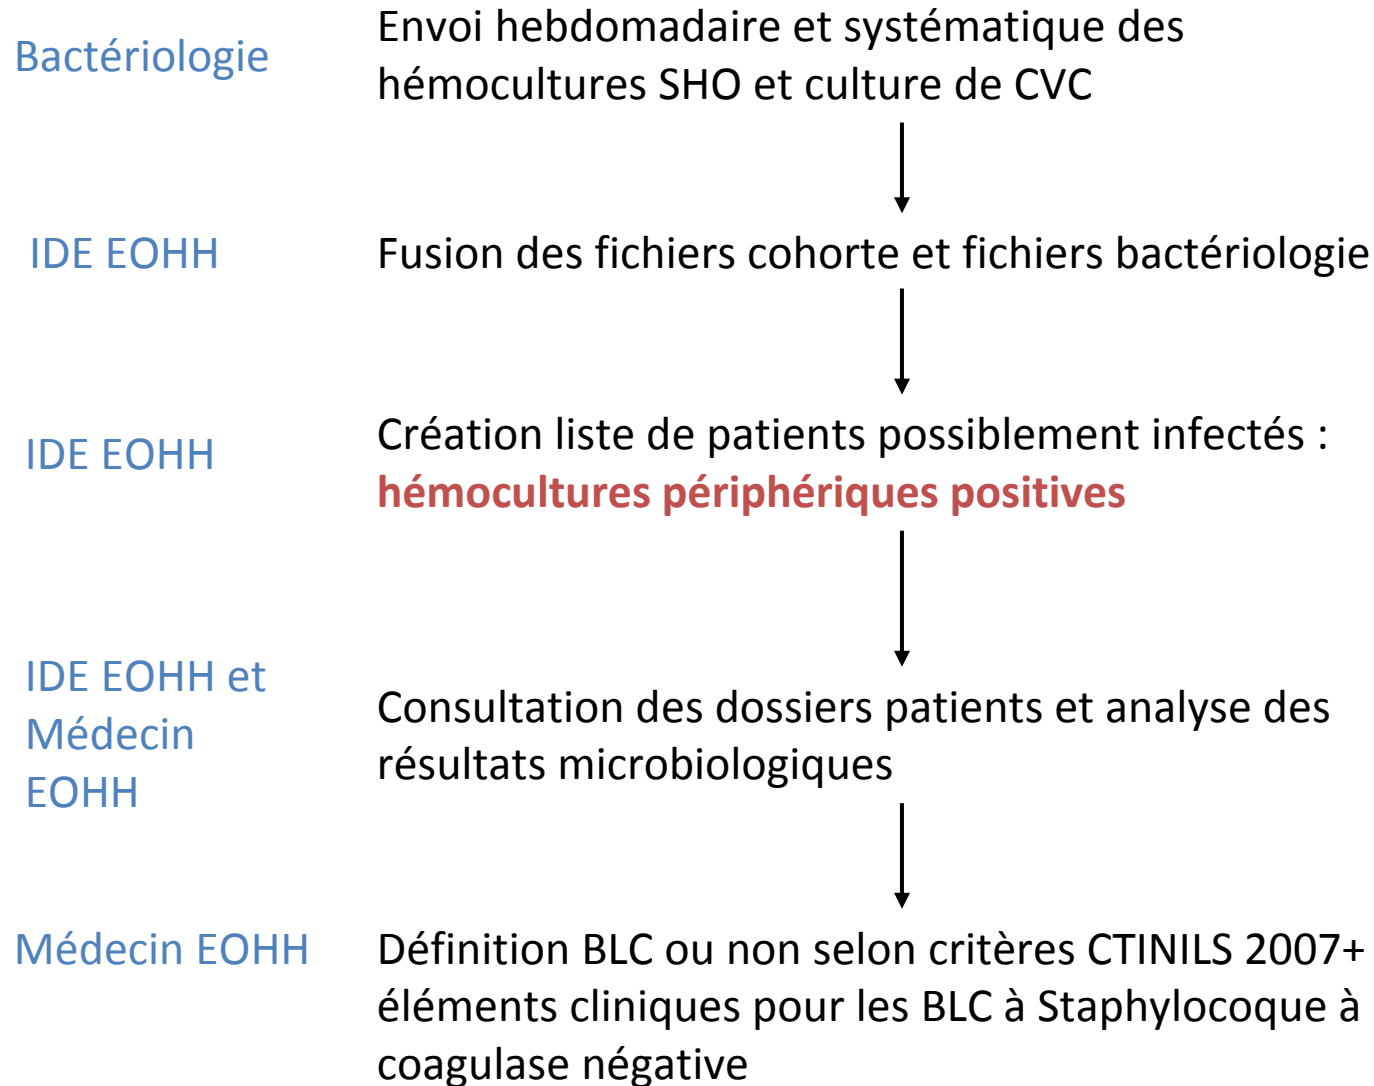 Bactériologie
Envoi hebdomadaire et systématique des
hémocultures SHO et culture de CVC
IDE EOHH
Fusion des fichiers cohorte et fichiers bactériologie
IDE EOHH
Création liste de patients possiblement infectés :
hémocultures périphériques positives
IDE EOHH et
Médecin
EOHH
Consultation des dossiers patients et analyse des
résultats microbiologiques
Médecin EOHH
Définition BLC ou non selon critères CTINILS 2007+
éléments cliniques pour les BLC à Staphylocoque à
coagulase négative